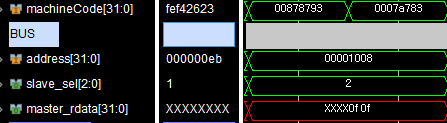 machineCode[31:0] fef42623 00878793 0007a783
BUS
address[31:0] 000000eb 00001008
slave_sel[2:0] 1 2
master_rdata[31:0] XXXXXXXX XXXX0f0f